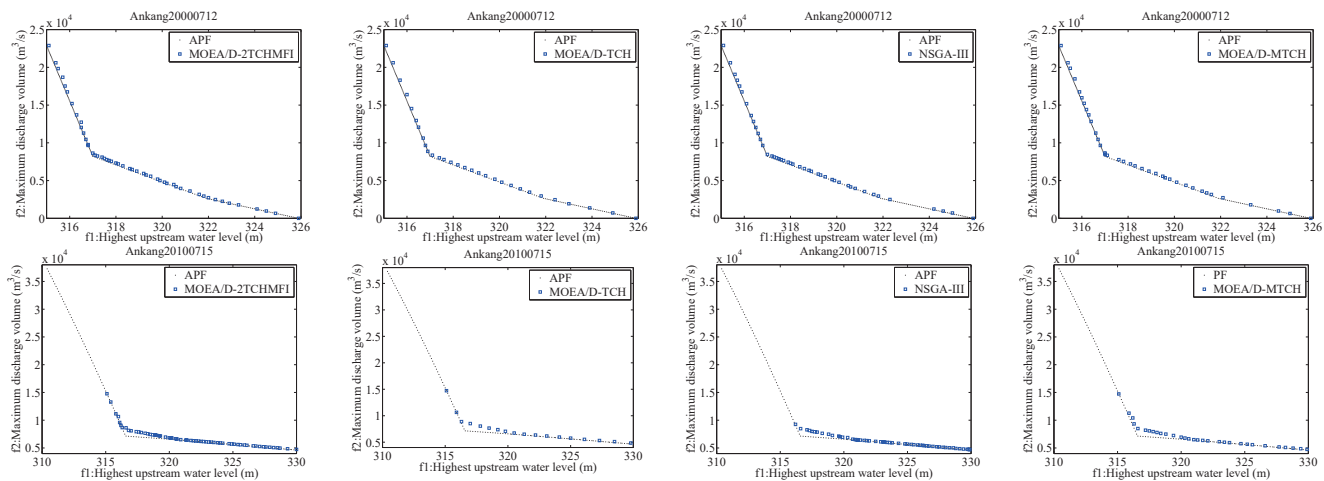 Ankang20000712
x 10^4
2.5
2
1.5
1
0.5
0
316 318 320 322 324 326
f1:Highest upstream water level (m)
f2:Maximum discharge volume (m^3/s)
APF
MOEA/D-2TCHMFI
Ankang20000712
x 10^4
2.5
2
1.5
1
0.5
0
316 318 320 322 324 326
f1:Highest upstream water level (m)
f2:Maximum discharge volume (m^3/s)
APF
MOEA/D-TCH
Ankang20000712
x 10^4
2.5
2
1.5
1
0.5
0
316 318 320 322 324 326
f1:Highest upstream water level (m)
f2:Maximum discharge volume (m^3/s)
APF
NSGA-III
Ankang20000712
x 10^4
2.5
2
1.5
1
0.5
0
316 318 320 322 324 326
f1:Highest upstream water level (m)
f2:Maximum discharge volume (m^3/s)
APF
MOEA/D-MTCH
Ankang20100715
x 10^4
3.5
3
2.5
2
1.5
1
0.5
310 315 320 325 330
f1:Highest upstream water level (m)
f2:Maximum discharge volume (m^3/s)
APF
MOEA/D-2TCHMFI
Ankang20100715
x 10^4
3.5
3
2.5
2
1.5
1
0.5
310 315 320 325 330
f1:Highest upstream water level (m)
f2:Maximum discharge volume (m^3/s)
APF
MOEA/D-TCH
Ankang20100715
x 10^4
3.5
3
2.5
2
1.5
1
0.5
310 315 320 325 330
f1:Highest upstream water level (m)
f2:Maximum discharge volume (m^3/s)
APF
NSGA-III
Ankang20100715
x 10^4
3.5
3
2.5
2
1.5
1
0.5
310 315 320 325 330
f1:Highest upstream water level (m)
f2:Maximum discharge volume (m^3/s)
PF
MOEA/D-MTCH